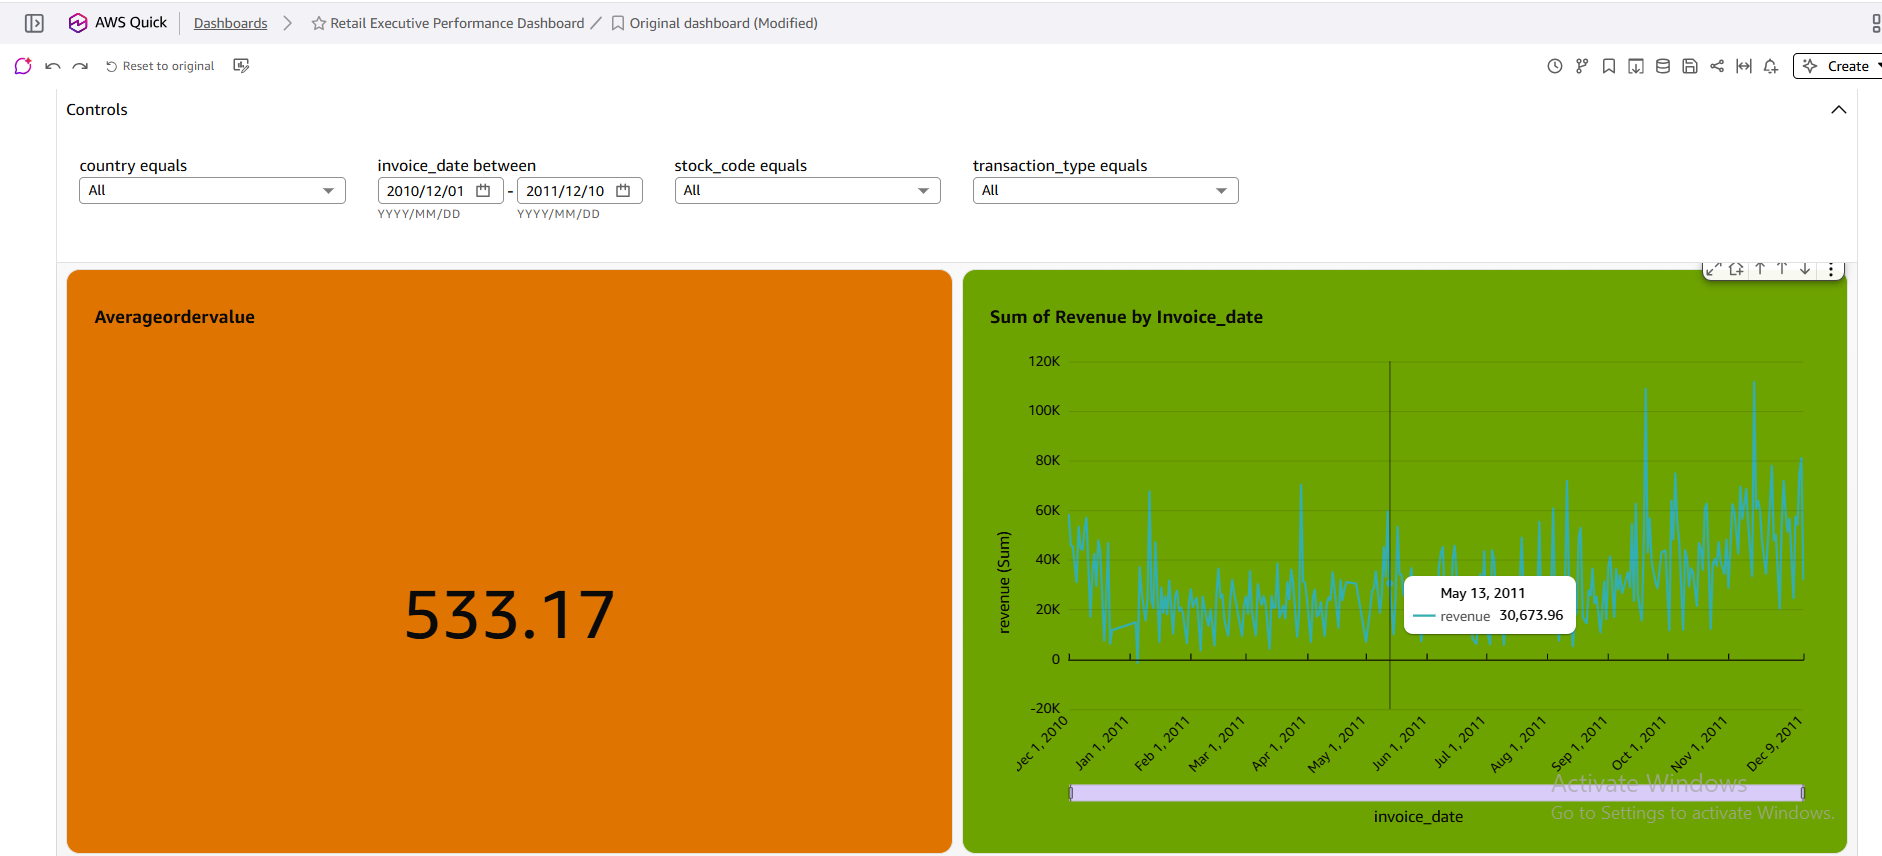 AWS Quick
Dashboards
Retail Executive Performance Dashboard / Original dashboard (Modified)
Reset to original
Create
Controls
country equals
All
invoice_date between
2010/12/01 - 2011/12/10
YYYY/MM/DD YYYY/MM/DD
stock_code equals
All
transaction_type equals
All
Averageordervalue
533.17
Sum of Revenue by Invoice_date
120K
100K
80K
60K
40K
20K
0
-20K
revenue (Sum)
May 13, 2011
revenue 30,673.96
Dec 1, 2010
Jan 1, 2011
Feb 1, 2011
Mar 1, 2011
Apr 1, 2011
May 1, 2011
Jun 1, 2011
Jul 1, 2011
Aug 1, 2011
Sep 1, 2011
Oct 1, 2011
Nov 1, 2011
Dec 9, 2011
invoice_date
Activate Windows
Go to Settings to activate Windows.